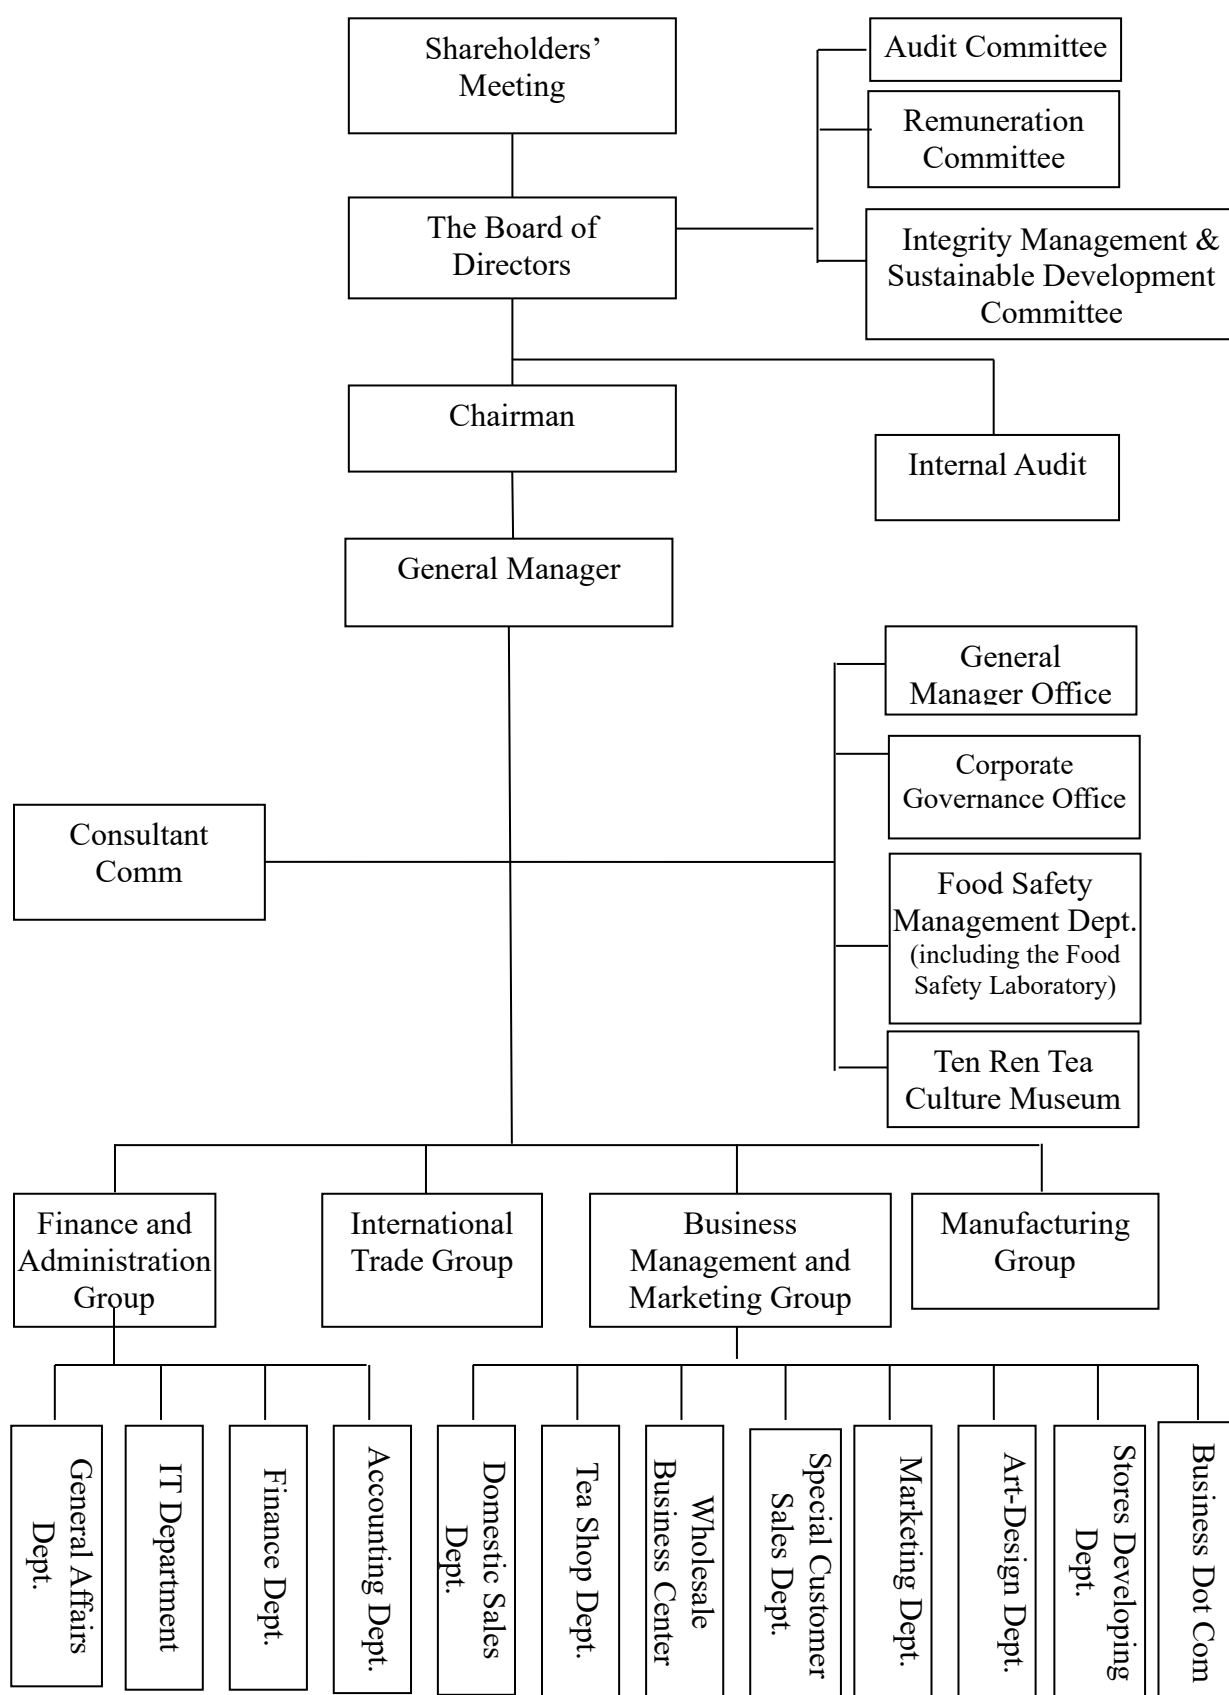 Shareholders’
Meeting
Audit Committee
Remuneration
Committee
The Board of
Directors
Integrity Management &
Sustainable Development
Committee
Chairman
Internal Audit
General Manager
General
Manager Office
Corporate
Governance Office
Consultant
Comm
Food Safety
Management Dept.
(including the Food
Safety Laboratory)
Ten Ren Tea
Culture Museum
Finance and
Administration
Group
International
Trade Group
Business
Management and
Marketing Group
Manufacturing
Group
General Affairs
Dept.
IT Department
Finance Dept.
Accounting Dept.
Domestic Sales
Dept.
Tea Shop Dept.
Wholesale
Business Center
Special Customer
Sales Dept.
Marketing Dept.
Art-Design Dept.
Stores Developing
Dept.
Business Dot Com